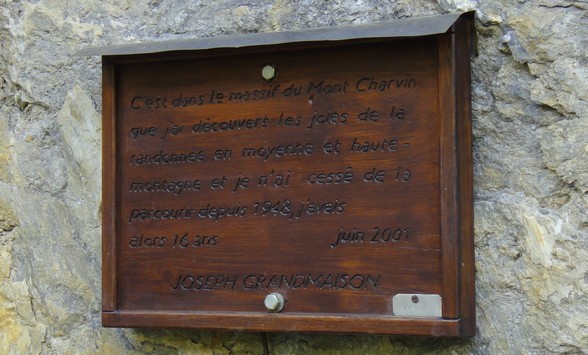 C'est dans le massif du Mont Charvin
que j'ai découvert les joies de la
randonnée en moyenne et haute-
montagne et je n'ai cessé de la
parcourir depuis 1948, j'avais
alors 16 ans juin 2001
JOSEPH GRANDMAISON